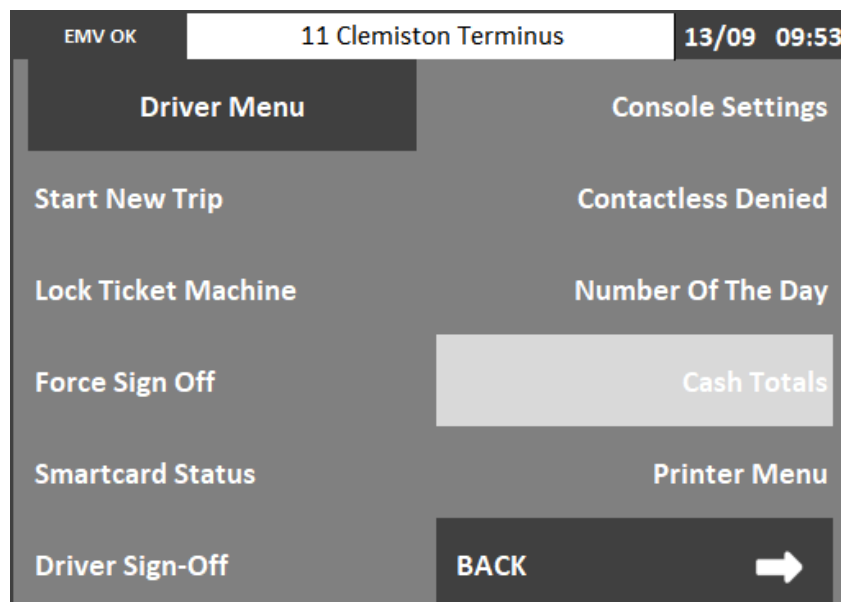 EMV OK 11 Clemiston Terminus 13/09 09:53
Driver Menu Console Settings
Start New Trip Contactless Denied
Lock Ticket Machine Number Of The Day
Force Sign Off Cash Totals
Smartcard Status Printer Menu
Driver Sign-Off BACK